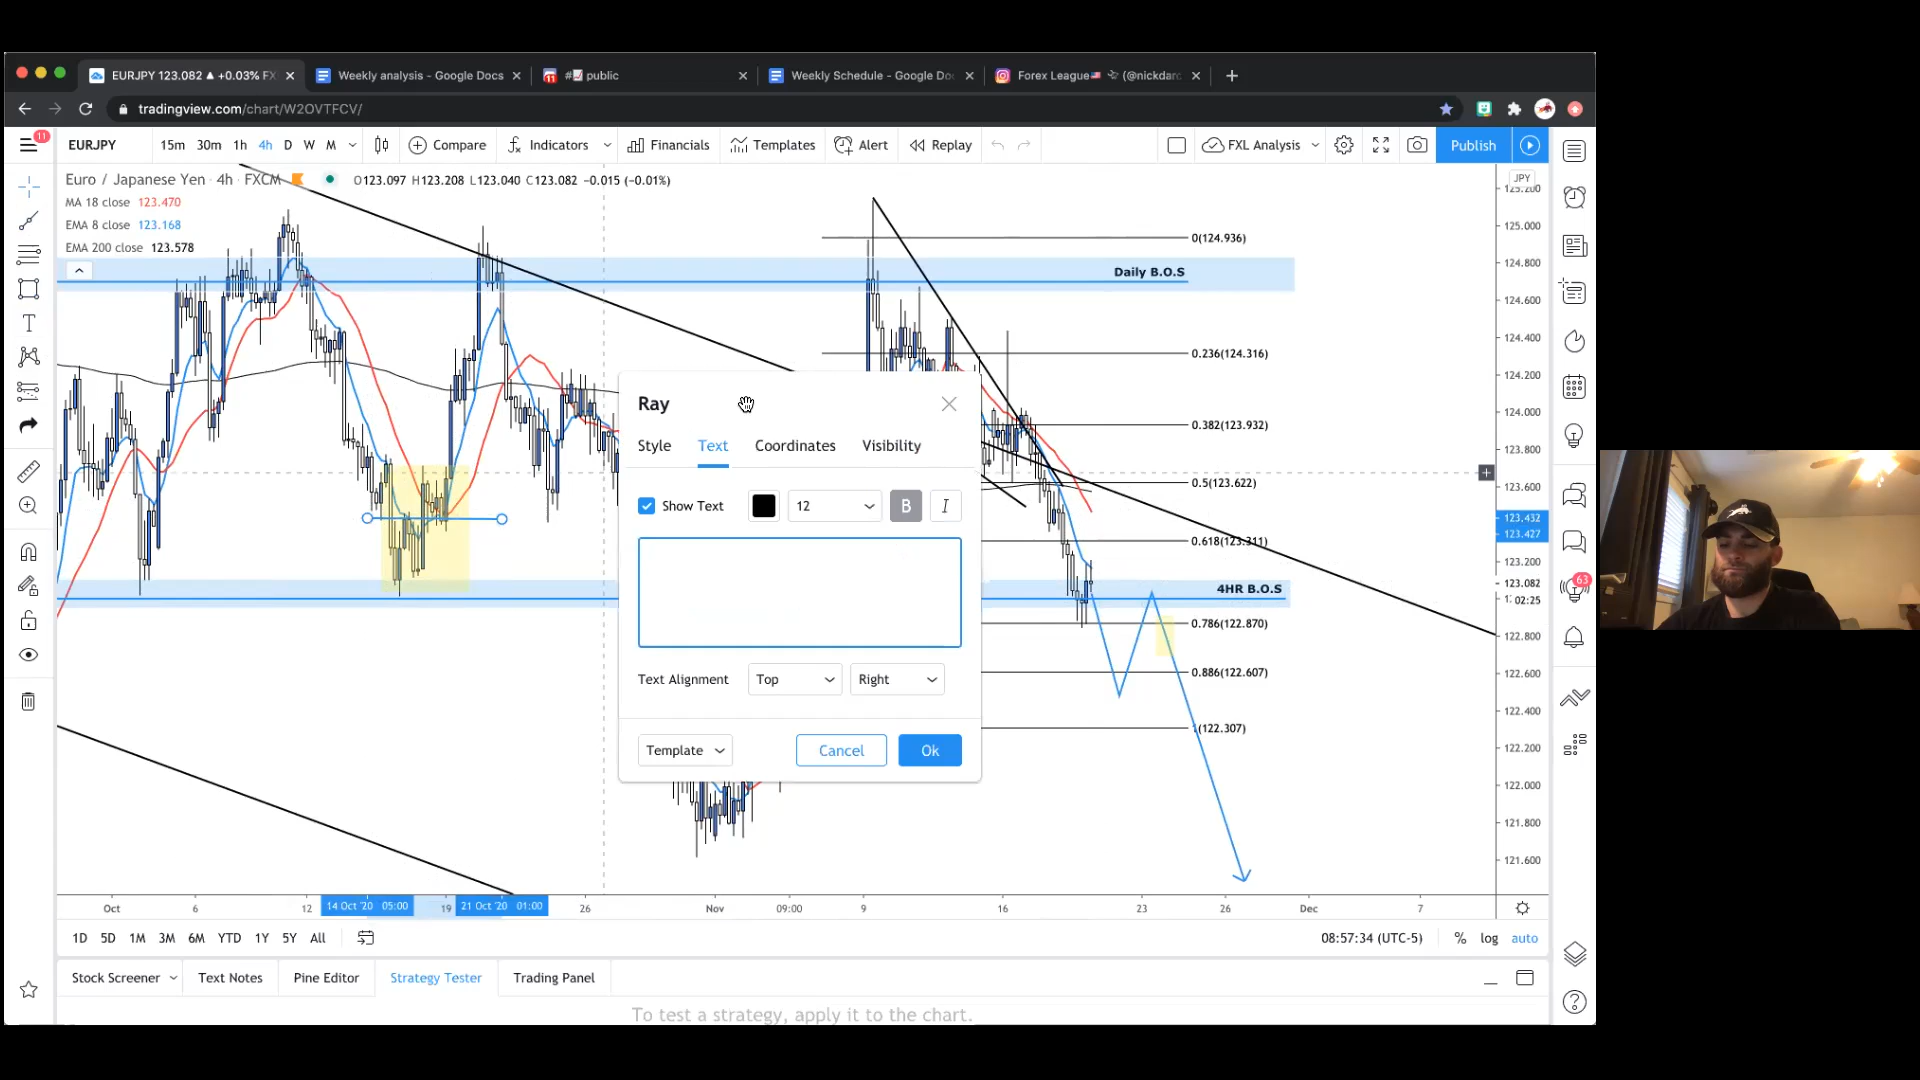 EURJPY 123.082 ▲ +0.03% FX
Weekly analysis - Google Docs
#📈 public
Weekly Schedule - Google Doc
Forex League🇺🇸 (@nickdarc
tradingview.com/chart/W2OVTFCV/
11
EURJPY
15m 30m 1h 4h D W M
Compare
Indicators
Financials
Templates
Alert
Replay
FXL Analysis
Publish
Euro / Japanese Yen · 4h · FXCM
O123.097 H123.208 L123.040 C123.082 −0.015 (−0.01%)
MA 18 close 123.470
EMA 8 close 123.168
EMA 200 close 123.578
JPY
125.200
125.000
124.800
124.600
124.400
124.200
124.000
123.800
123.600
123.432
123.427
123.200
123.082
02:25
122.800
122.600
122.400
122.200
122.000
121.800
121.600
0(124.936)
Daily B.O.S
0.236(124.316)
0.382(123.932)
0.5(123.622)
0.618(123.311)
4HR B.O.S
0.786(122.870)
0.886(122.607)
(122.307)
Ray
Style Text Coordinates Visibility
Show Text
12
B
I
Text Alignment
Top
Right
Template
Cancel
Ok
63
Oct 6 12 14 Oct '20 05:00 19 21 Oct '20 01:00 26 Nov 09:00 9 16 23 26 Dec 7
1D 5D 1M 3M 6M YTD 1Y 5Y All
08:57:34 (UTC-5)
% log auto
Stock Screener
Text Notes
Pine Editor
Strategy Tester
Trading Panel
To test a strategy, apply it to the chart.